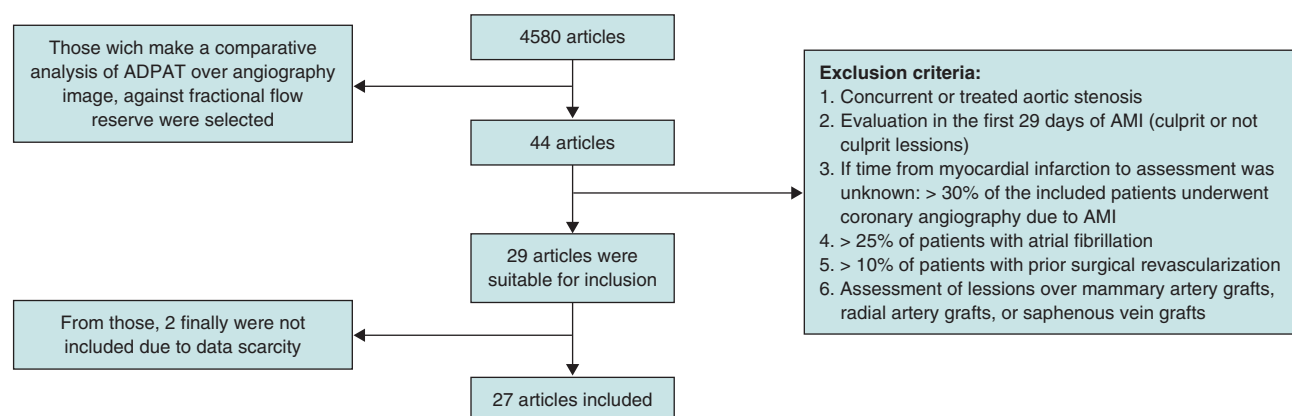 4580 articles
Those wich make a comparative
analysis of ADPAT over angiography
image, against fractional flow
reserve were selected
44 articles
Exclusion criteria:
1. Concurrent or treated aortic stenosis
2. Evaluation in the first 29 days of AMI (culprit or not
culprit lessions)
3. If time from myocardial infarction to assessment was
unknown: > 30% of the included patients underwent
coronary angiography due to AMI
4. > 25% of patients with atrial fibrillation
5. > 10% of patients with prior surgical revascularization
6. Assessment of lessions over mammary artery grafts,
radial artery grafts, or saphenous vein grafts
29 articles were
suitable for inclusion
From those, 2 finally were not
included due to data scarcity
27 articles included